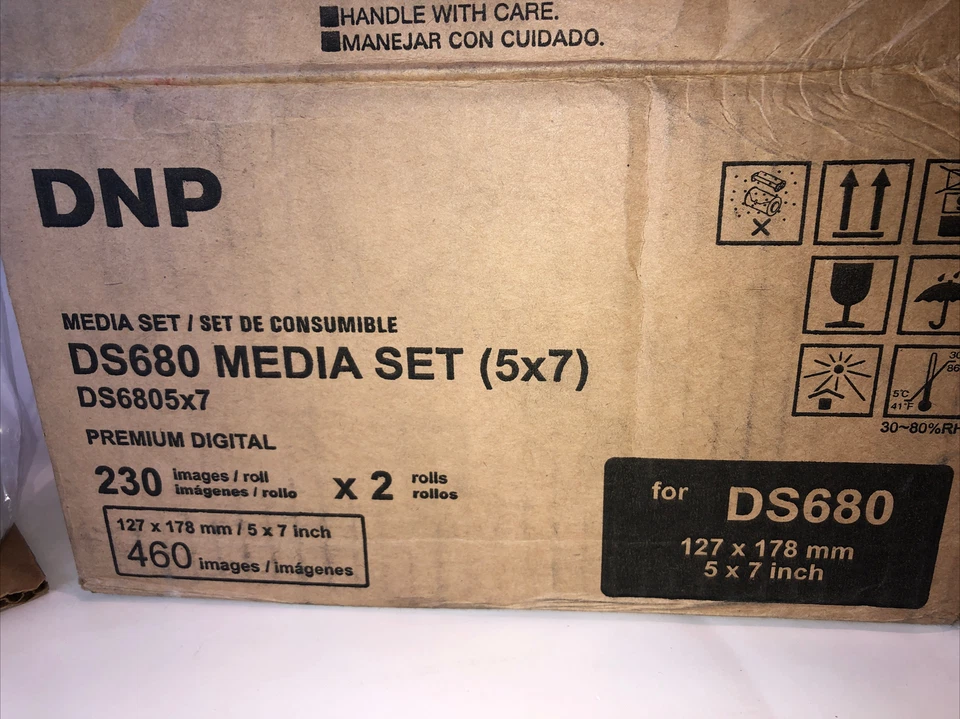 HANDLE WITH CARE.
MANEJAR CON CUIDADO.
DNP
MEDIA SET / SET DE CONSUMIBLE
DS680 MEDIA SET (5x7)
DS6805x7
PREMIUM DIGITAL
230 images / roll x 2 rolls
imágenes / rollo rollos
127 x 178 mm / 5 x 7 inch
460 images / imágenes
5°C
41°F
30~80%RH
for DS680
127 x 178 mm
5 x 7 inch